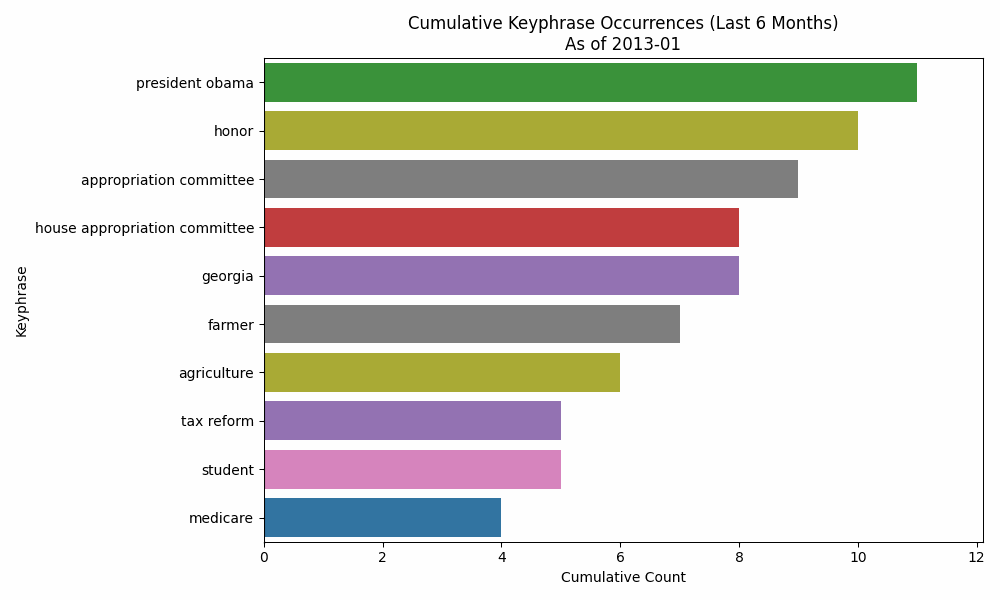 Cumulative Keyphrase Occurrences (Last 6 Months)
As of 2013-01
Keyphrase
president obama
honor
appropriation committee
house appropriation committee
georgia
farmer
agriculture
tax reform
student
medicare
0 2 4 6 8 10 12
Cumulative Count